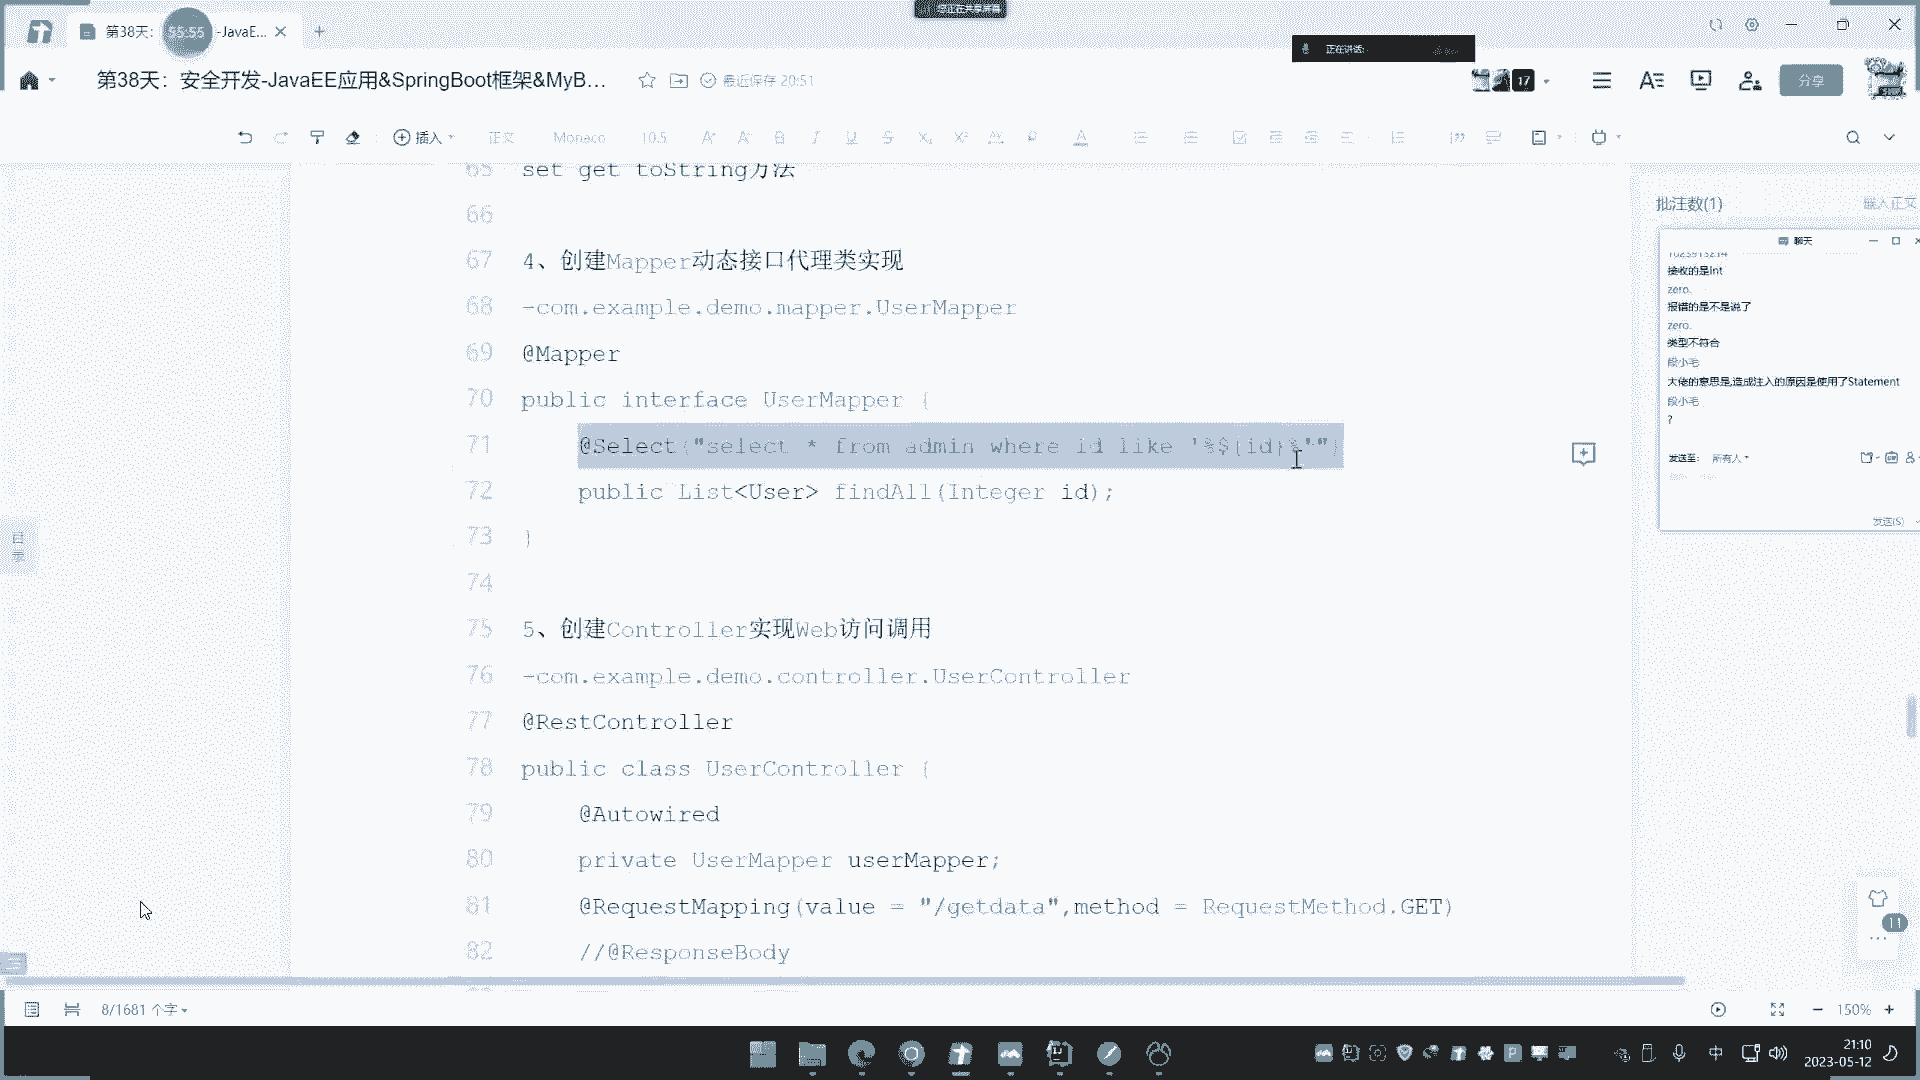 第38天： 55:55 -JavaE...
正在讲话:
第38天：安全开发-JavaEE应用&SpringBoot框架&MyB...
最近保存 20:51
17
分享
插入
正文
Monaco
10.5
65 set get toString方法
66
67 4、创建Mapper动态接口代理类实现
68 -com.example.demo.mapper.UserMapper
69 @Mapper
70 public interface UserMapper {
71 @Select("select * from admin where id like '%${id}%'")
72 public List<User> findAll(Integer id);
73 }
74
75 5、创建Controller实现Web访问调用
76 -com.example.demo.controller.UserController
77 @RestController
78 public class UserController {
79 @Autowired
80 private UserMapper userMapper;
81 @RequestMapping(value = "/getdata",method = RequestMethod.GET)
82 //@ResponseBody
批注数(1)
嵌入正文
聊天
接收的是Int
zero.
报错的是不是说了
zero.
类型不符合
段小毛
大佬的意思是,造成注入的原因是使用了Statement
段小毛
?
发送至: 所有人
发送(S)
目录
11
8/1681 个字
150%
中
21:10
2023-05-12